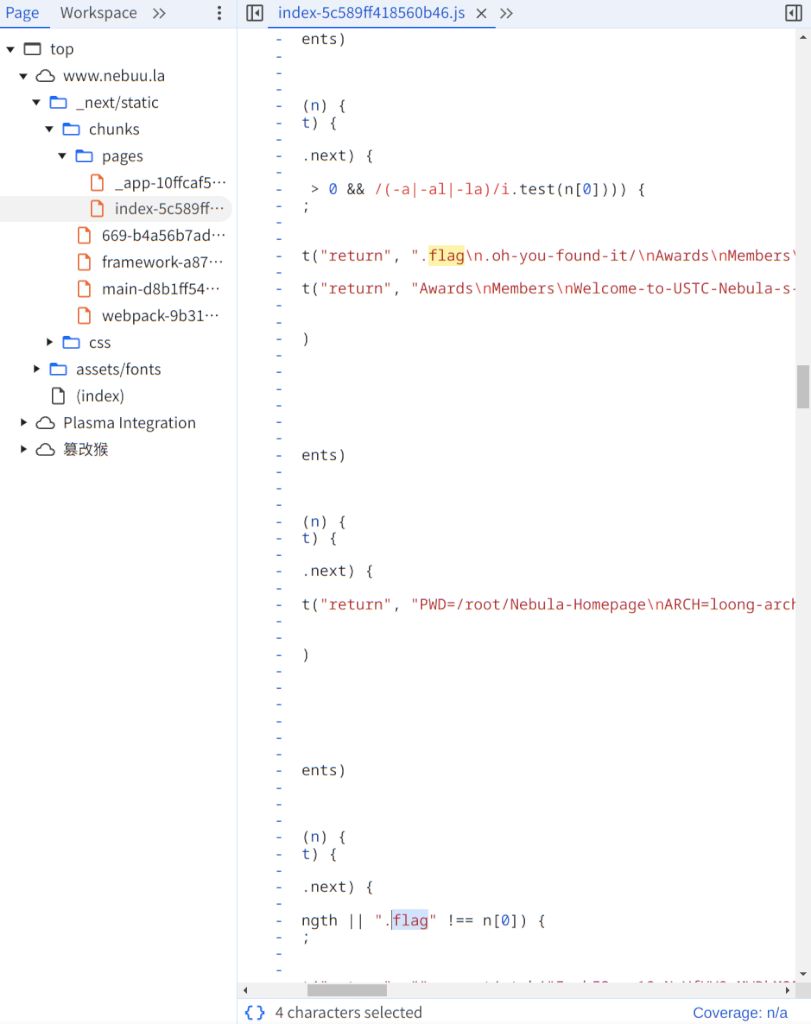 Page Workspace
index-5c589ff418560b46.js
top
www.nebuu.la
_next/static
chunks
pages
_app-10ffcaf5…
index-5c589ff…
669-b4a56b7ad…
framework-a87…
main-d8b1ff54…
webpack-9b31…
css
assets/fonts
(index)
Plasma Integration
篡改猴
ents)
(n) {
t) {
.next) {
> 0 && /(-a|-al|-la)/i.test(n[0]))) {
;
t("return", ".flag\n.oh-you-found-it/\nAwards\nMembers\
t("return", "Awards\nMembers\nWelcome-to-USTC-Nebula-s-
)
ents)
(n) {
t) {
.next) {
t("return", "PWD=/root/Nebula-Homepage\nARCH=loong-arch
)
ents)
(n) {
t) {
.next) {
ngth || ".flag" !== n[0]) {
;
{} 4 characters selected
Coverage: n/a